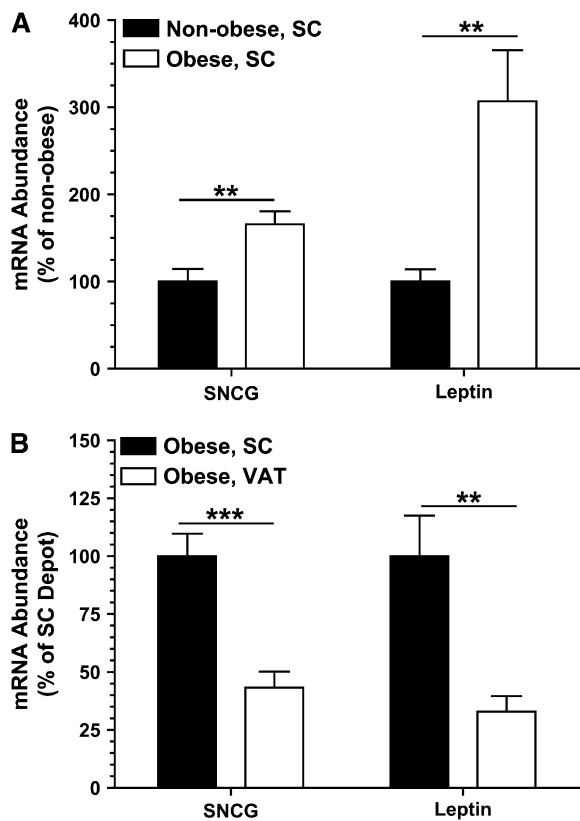 A
Non-obese, SC
Obese, SC
mRNA Abundance
(% of non-obese)
400
300
200
100
0
**
**
SNCG
Leptin
B
Obese, SC
Obese, VAT
mRNA Abundance
(% of SC Depot)
150
125
100
75
50
25
0
***
**
SNCG
Leptin